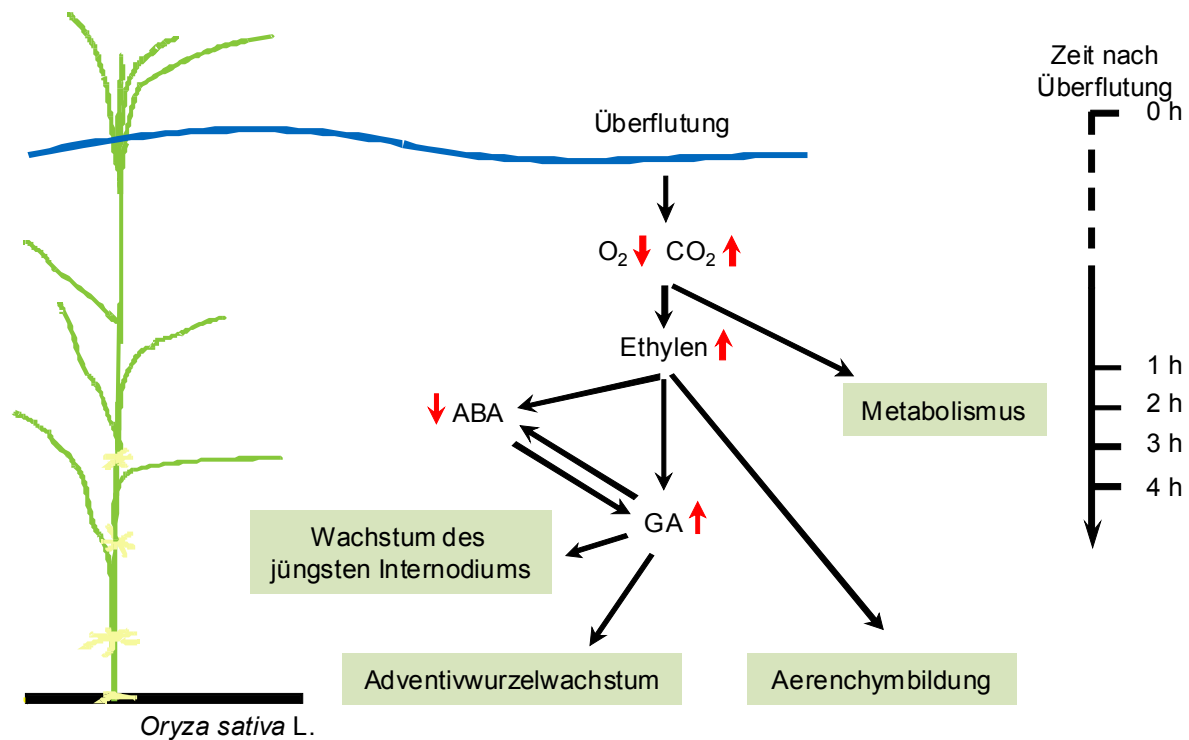 Zeit nach
Überflutung
0 h
Überflutung
O₂ CO₂
Ethylen
1 h
ABA
Metabolismus
2 h
3 h
4 h
GA
Wachstum des
jüngsten Internodiums
Adventivwurzelwachstum
Aerenchymbildung
Oryza sativa L.